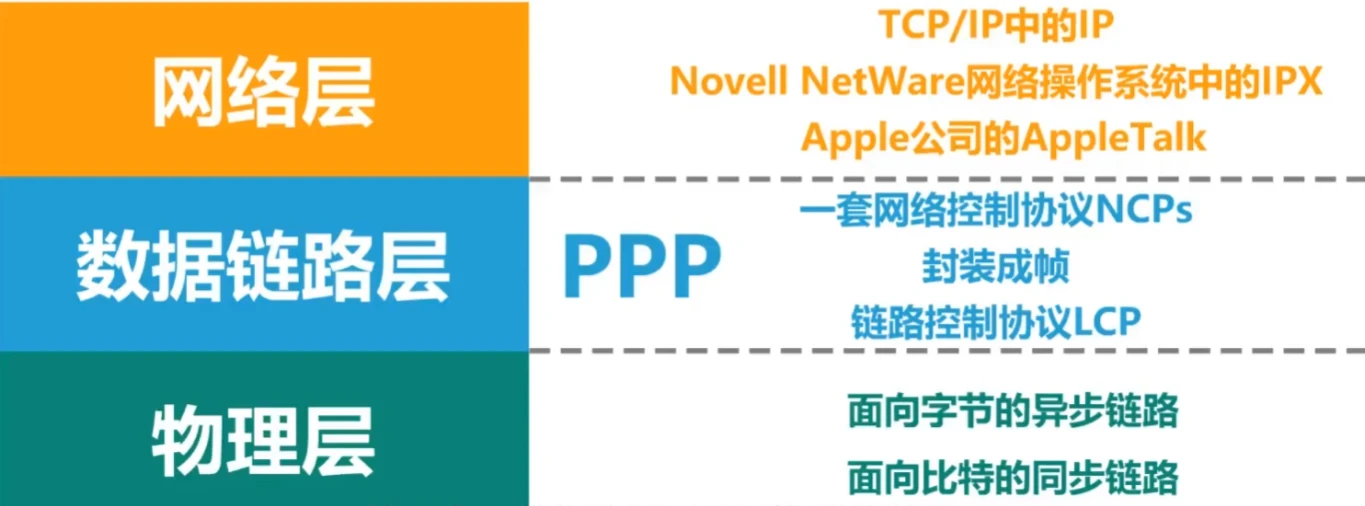 网络层
TCP/IP中的IP
Novell NetWare网络操作系统中的IPX
Apple公司的AppleTalk
数据链路层
PPP
一套网络控制协议NCPs
封装成帧
链路控制协议LCP
物理层
面向字节的异步链路
面向比特的同步链路